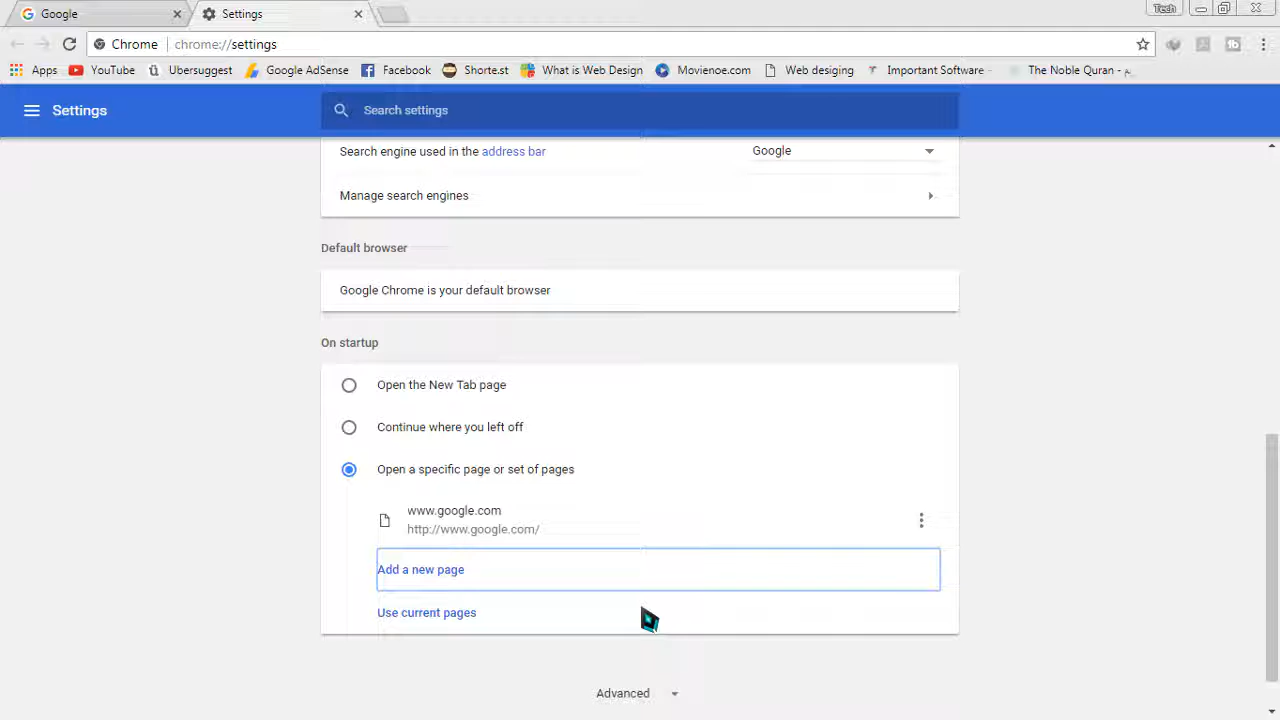 Google
Settings
Tech
Chrome
chrome://settings
Apps
YouTube
Ubersuggest
Google AdSense
Facebook
Shorte.st
What is Web Design
Movienos.com
Web desiging
Important Software -
The Noble Quran -
Settings
Search settings
Search engine used in the address bar
Google
Manage search engines
Default browser
Google Chrome is your default browser
On startup
Open the New Tab page
Continue where you left off
Open a specific page or set of pages
www.google.com
http://www.google.com/
Add a new page
Use current pages
Advanced